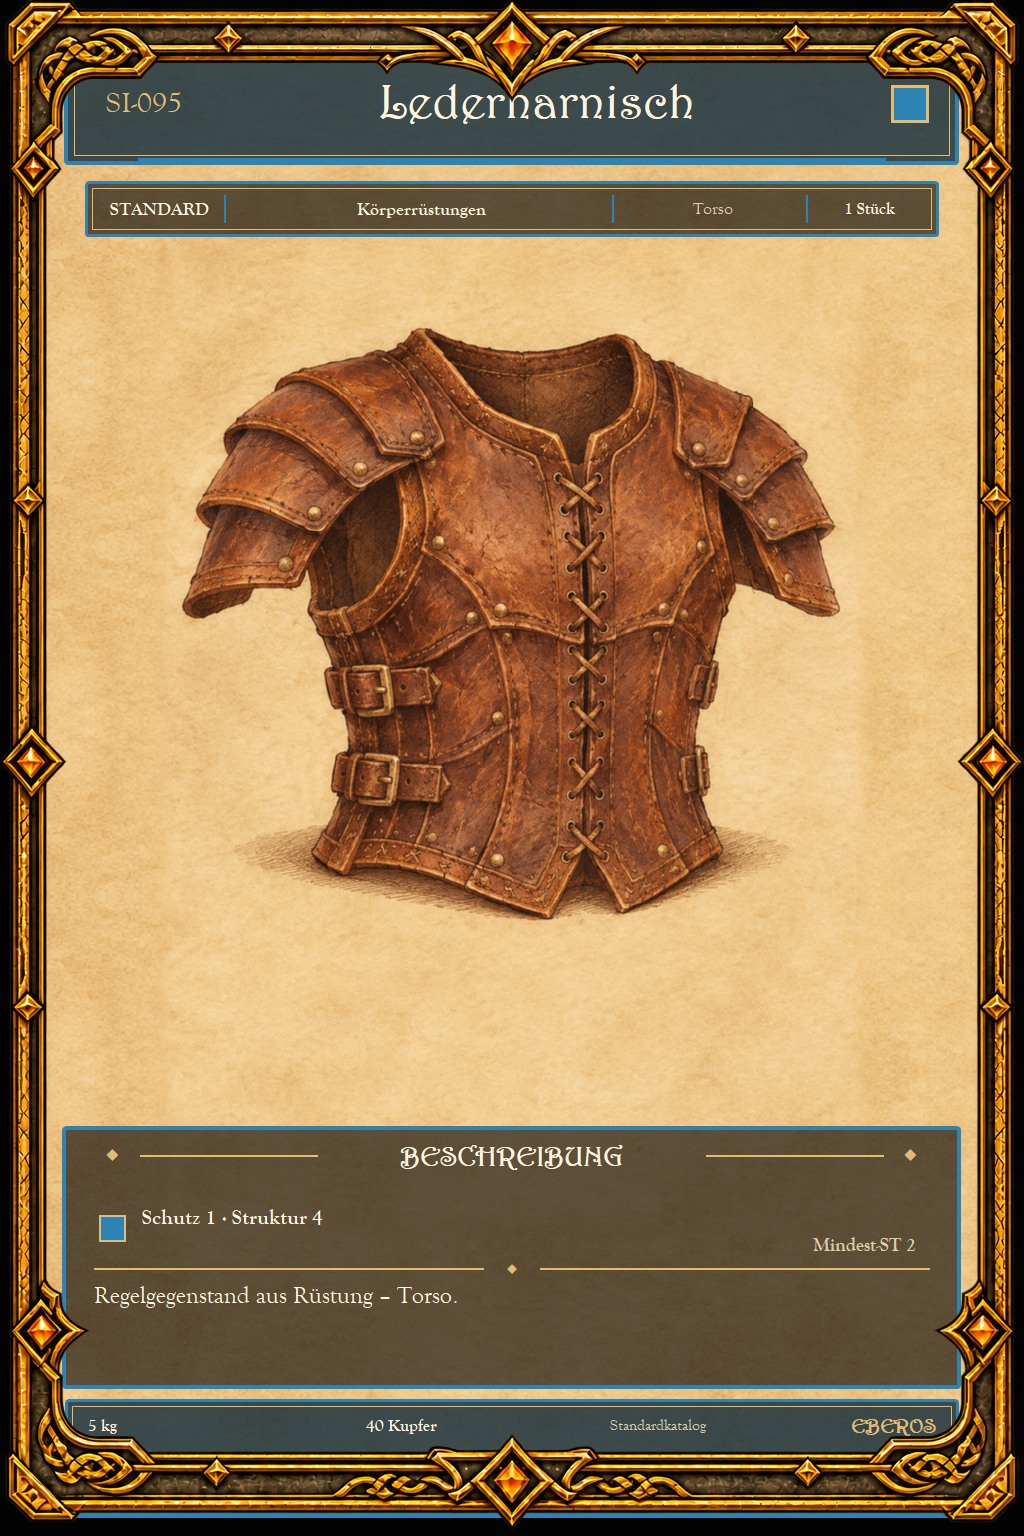 SI-095
Lederharnisch
STANDARD
Körperrüstungen
Torso
1 Stück
BESCHREIBUNG
Schutz 1 · Struktur 4
Mindest-ST 2
Regelgegenstand aus Rüstung – Torso.
5 kg
40 Kupfer
Standardkatalog
EBEROS